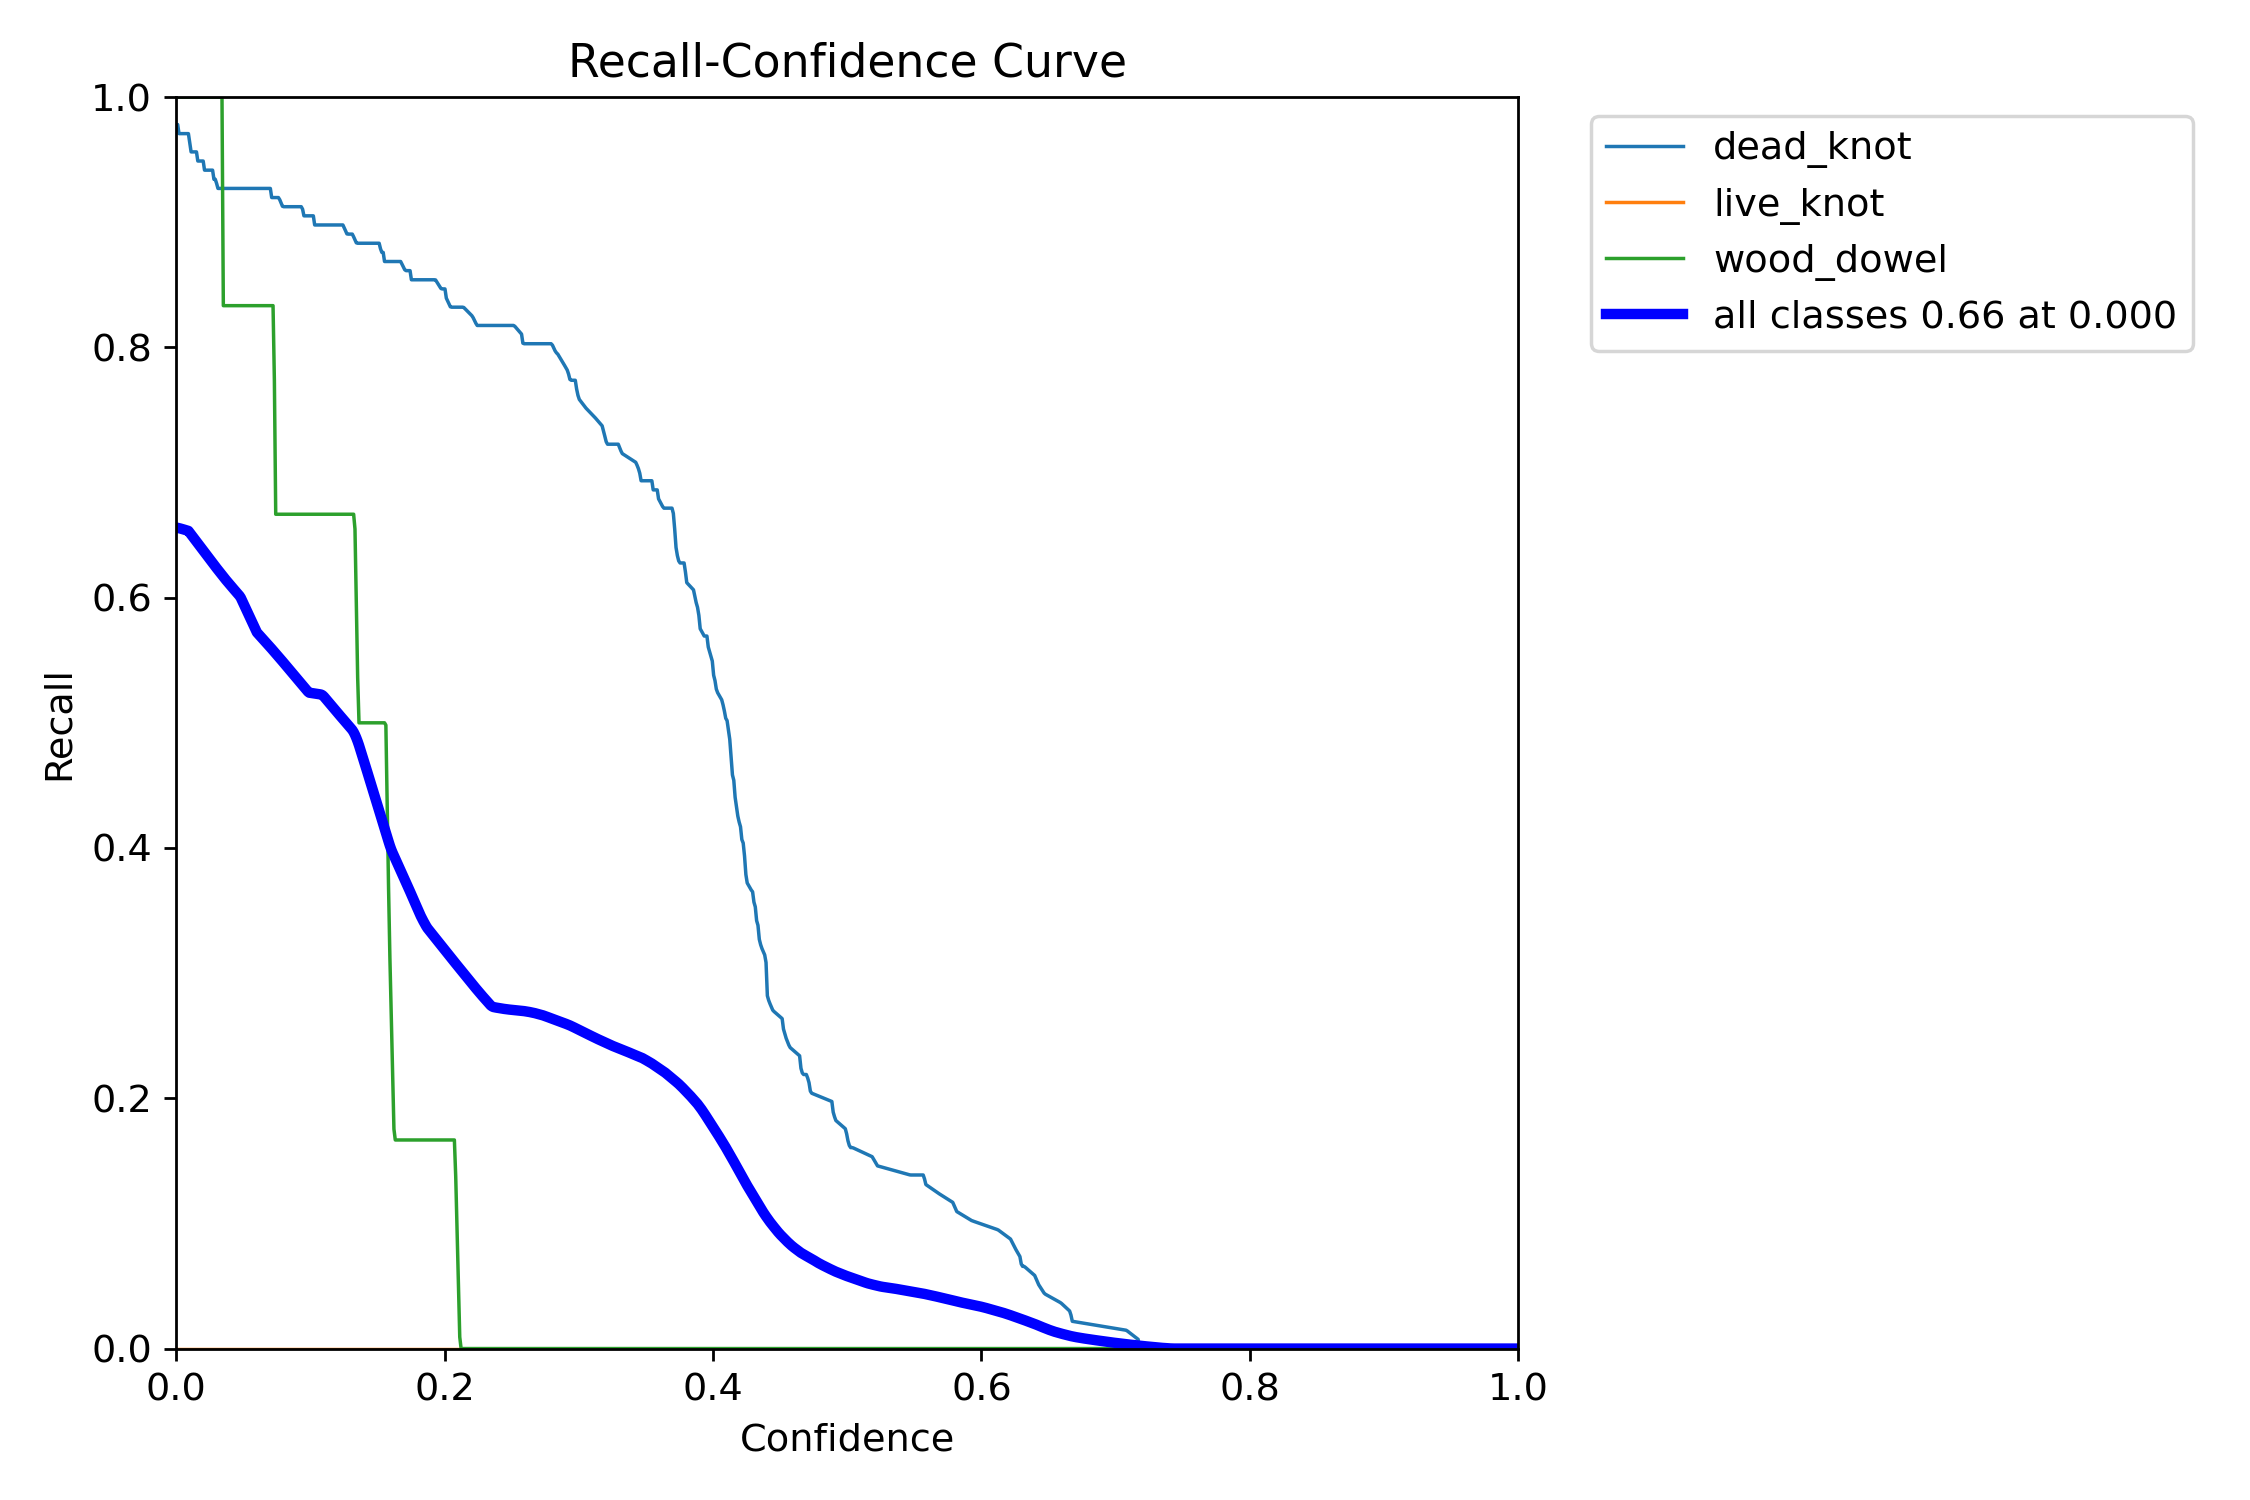 Recall-Confidence Curve
1.0
0.8
0.6
0.4
0.2
0.0
Recall
0.0 0.2 0.4 0.6 0.8 1.0
Confidence
dead_knot
live_knot
wood_dowel
all classes 0.66 at 0.000